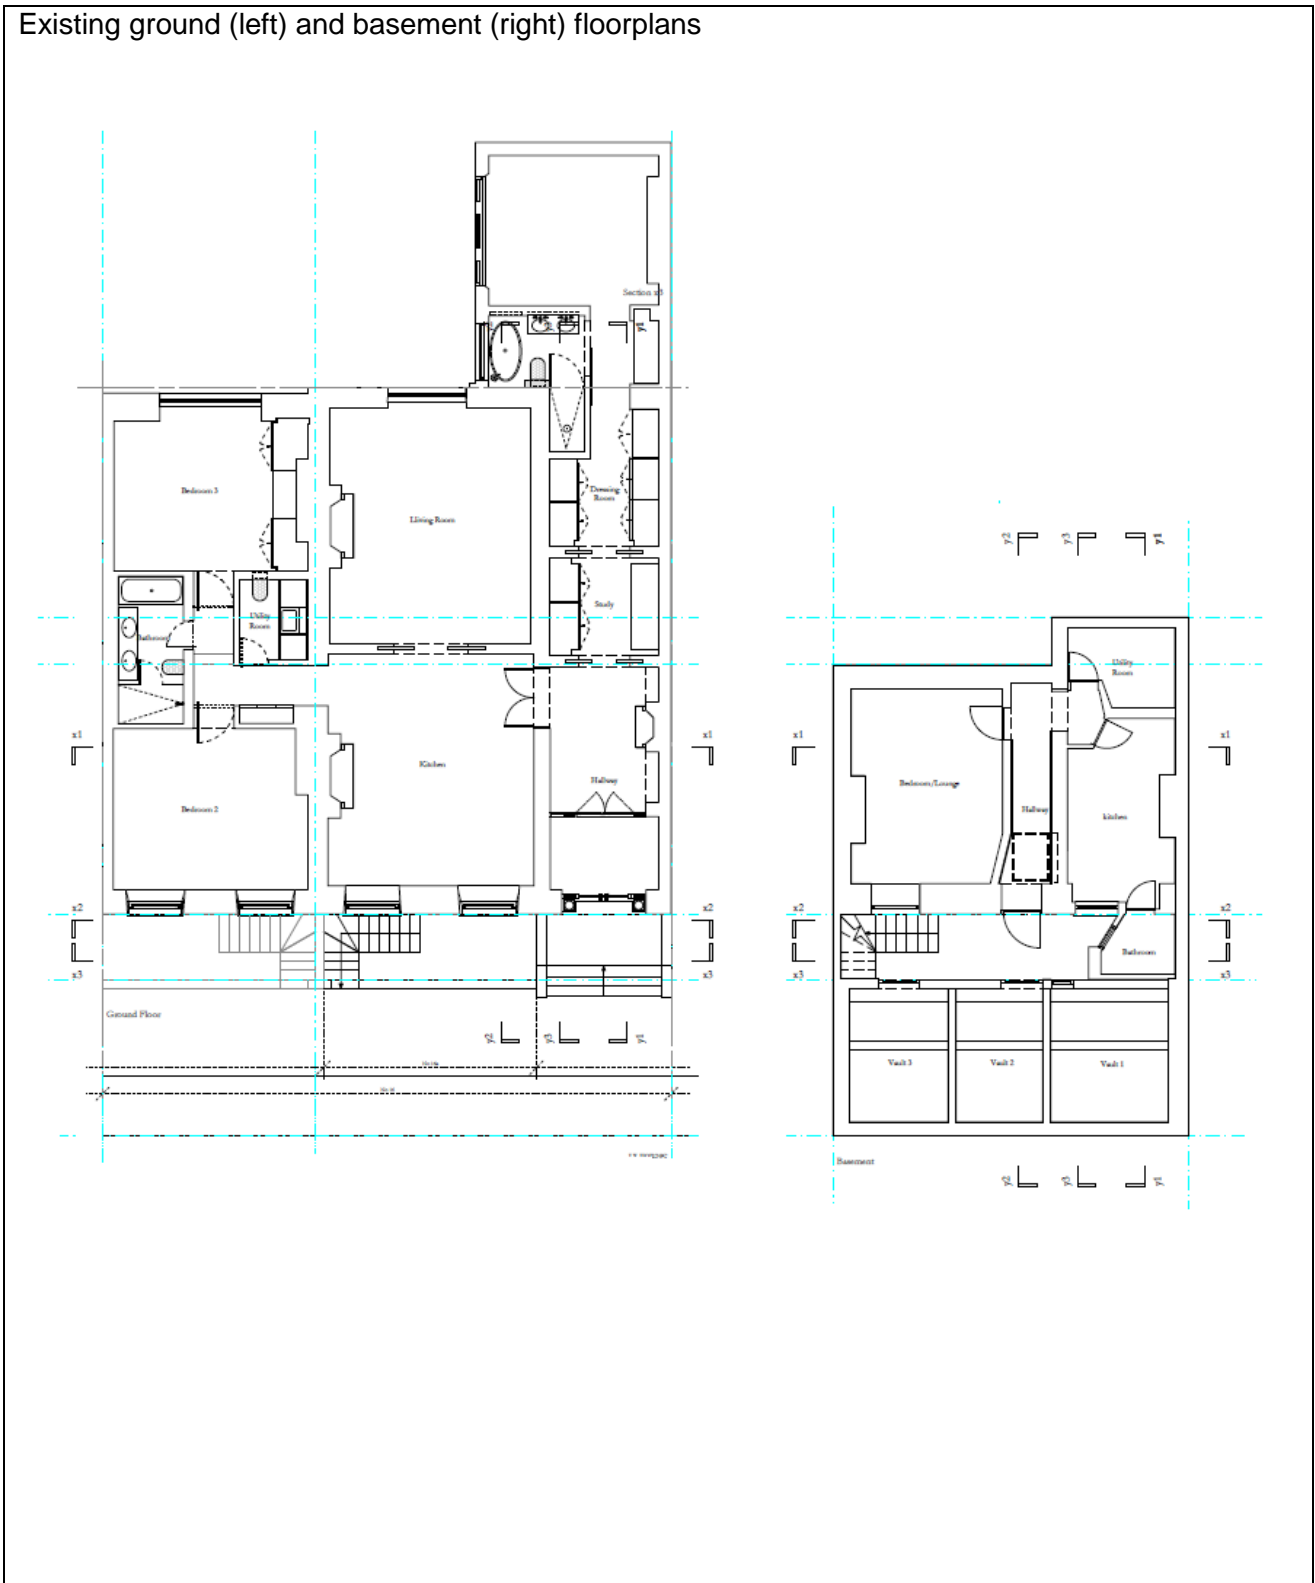 Existing ground (left) and basement (right) floorplans
Section x3
y1
Bedroom 3
Living Room
Dressing
Room
Study
Utility
Room
Bathroom
x1
x1
Kitchen
Hallway
Bedroom 2
x2
x2
x3
x3
Ground Floor
y2
y3
y1
y2
y3
y1
Utility
Room
x1
x1
Bedroom/Lounge
Hallway
kitchen
x2
x2
Bathroom
x3
x3
Vault 3
Vault 2
Vault 1
Basement
y2
y3
y1